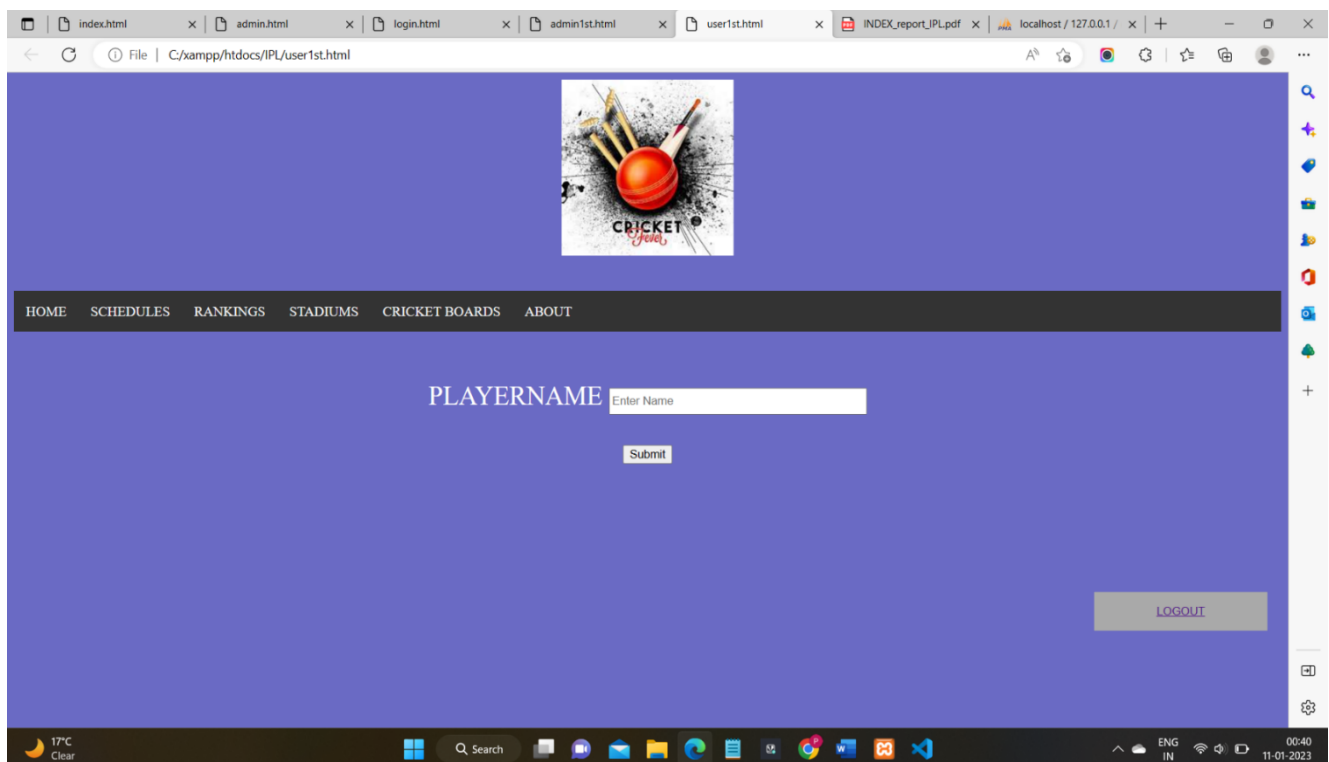 index.html
admin.html
login.html
admin1st.html
user1st.html
INDEX_report_IPL.pdf
localhost / 127.0.0.1 /
File | C:/xampp/htdocs/IPL/user1st.html
CRICKET
Fever
HOME SCHEDULES RANKINGS STADIUMS CRICKET BOARDS ABOUT
PLAYERNAME Enter Name
Submit
LOGOUT
17°C
Clear
Search
ENG
IN
00:40
11-01-2023